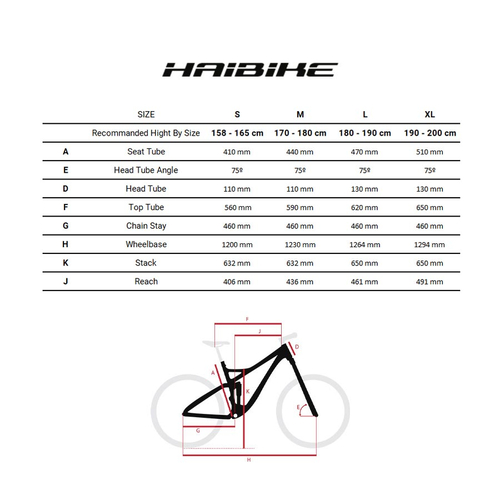 HAIBIKE
SIZE S M L XL
Recommanded Hight By Size 158 - 165 cm 170 - 180 cm 180 - 190 cm 190 - 200 cm
A Seat Tube 410 mm 440 mm 470 mm 510 mm
E Head Tube Angle 75º 75º 75º 75º
D Head Tube 110 mm 110 mm 130 mm 130 mm
F Top Tube 560 mm 590 mm 620 mm 650 mm
G Chain Stay 460 mm 460 mm 460 mm 460 mm
H Wheelbase 1200 mm 1230 mm 1264 mm 1294 mm
K Stack 632 mm 632 mm 650 mm 650 mm
J Reach 406 mm 436 mm 461 mm 491 mm
F
J
D
A
K
E
G
H